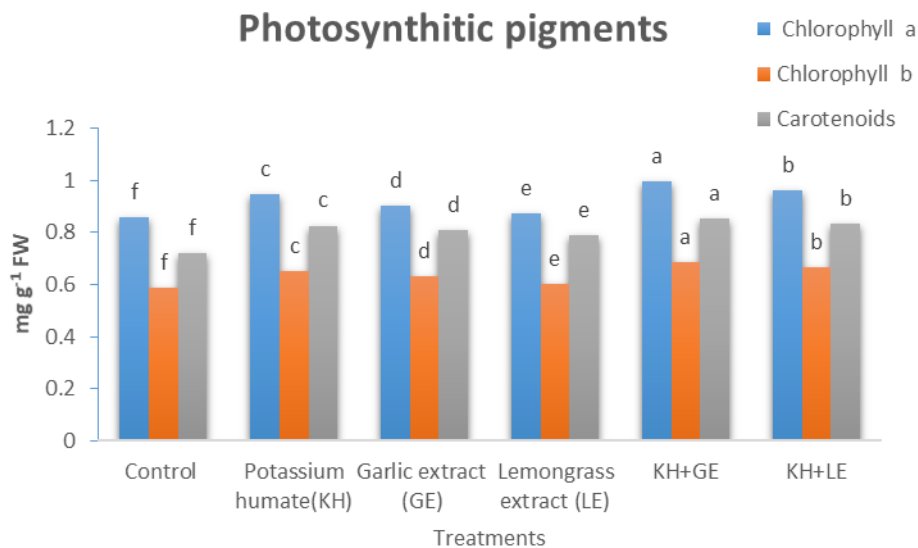 Photosynthitic pigments
Chlorophyll a
Chlorophyll b
Carotenoids
mg g⁻¹ FW
1.2
1
0.8
0.6
0.4
0.2
0
f f f
c c c
d d d
e e e
a a a
b b b
Control
Potassium
humate(KH)
Garlic extract
(GE)
Lemongrass
extract (LE)
KH+GE
KH+LE
Treatments